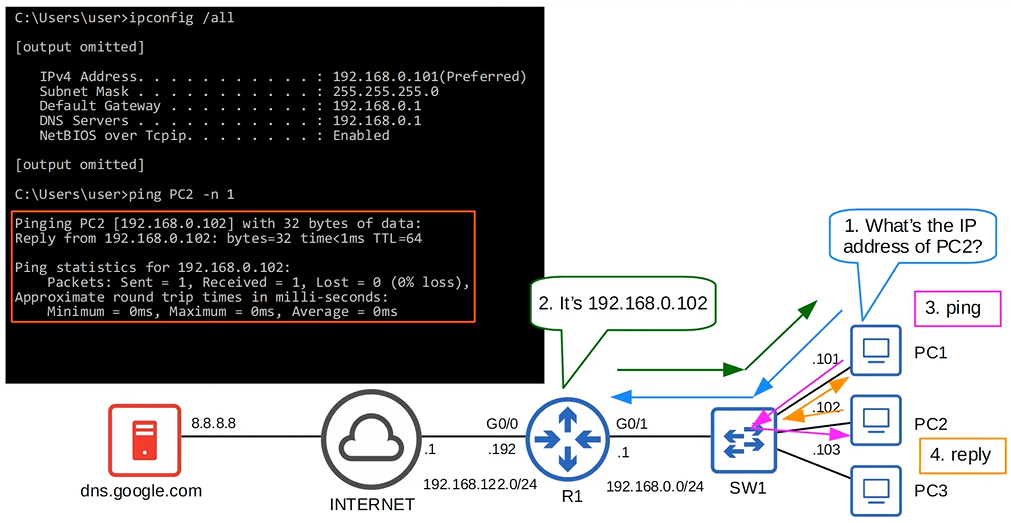 C:\Users\user>ipconfig /all
[output omitted]
IPv4 Address. . . . . . . . . . . : 192.168.0.101(Preferred)
Subnet Mask . . . . . . . . . . . : 255.255.255.0
Default Gateway . . . . . . . . . : 192.168.0.1
DNS Servers . . . . . . . . . . . : 192.168.0.1
NetBIOS over Tcpip. . . . . . . . : Enabled
[output omitted]
C:\Users\user>ping PC2 -n 1
Pinging PC2 [192.168.0.102] with 32 bytes of data:
Reply from 192.168.0.102: bytes=32 time<1ms TTL=64
Ping statistics for 192.168.0.102:
Packets: Sent = 1, Received = 1, Lost = 0 (0% loss),
Approximate round trip times in milli-seconds:
Minimum = 0ms, Maximum = 0ms, Average = 0ms
1. What's the IP
address of PC2?
2. It's 192.168.0.102
3. ping
PC1
.101
.102
PC2
.103
4. reply
PC3
8.8.8.8
dns.google.com
INTERNET
.1
G0/0
.192
192.168.122.0/24
R1
G0/1
.1
192.168.0.0/24
SW1